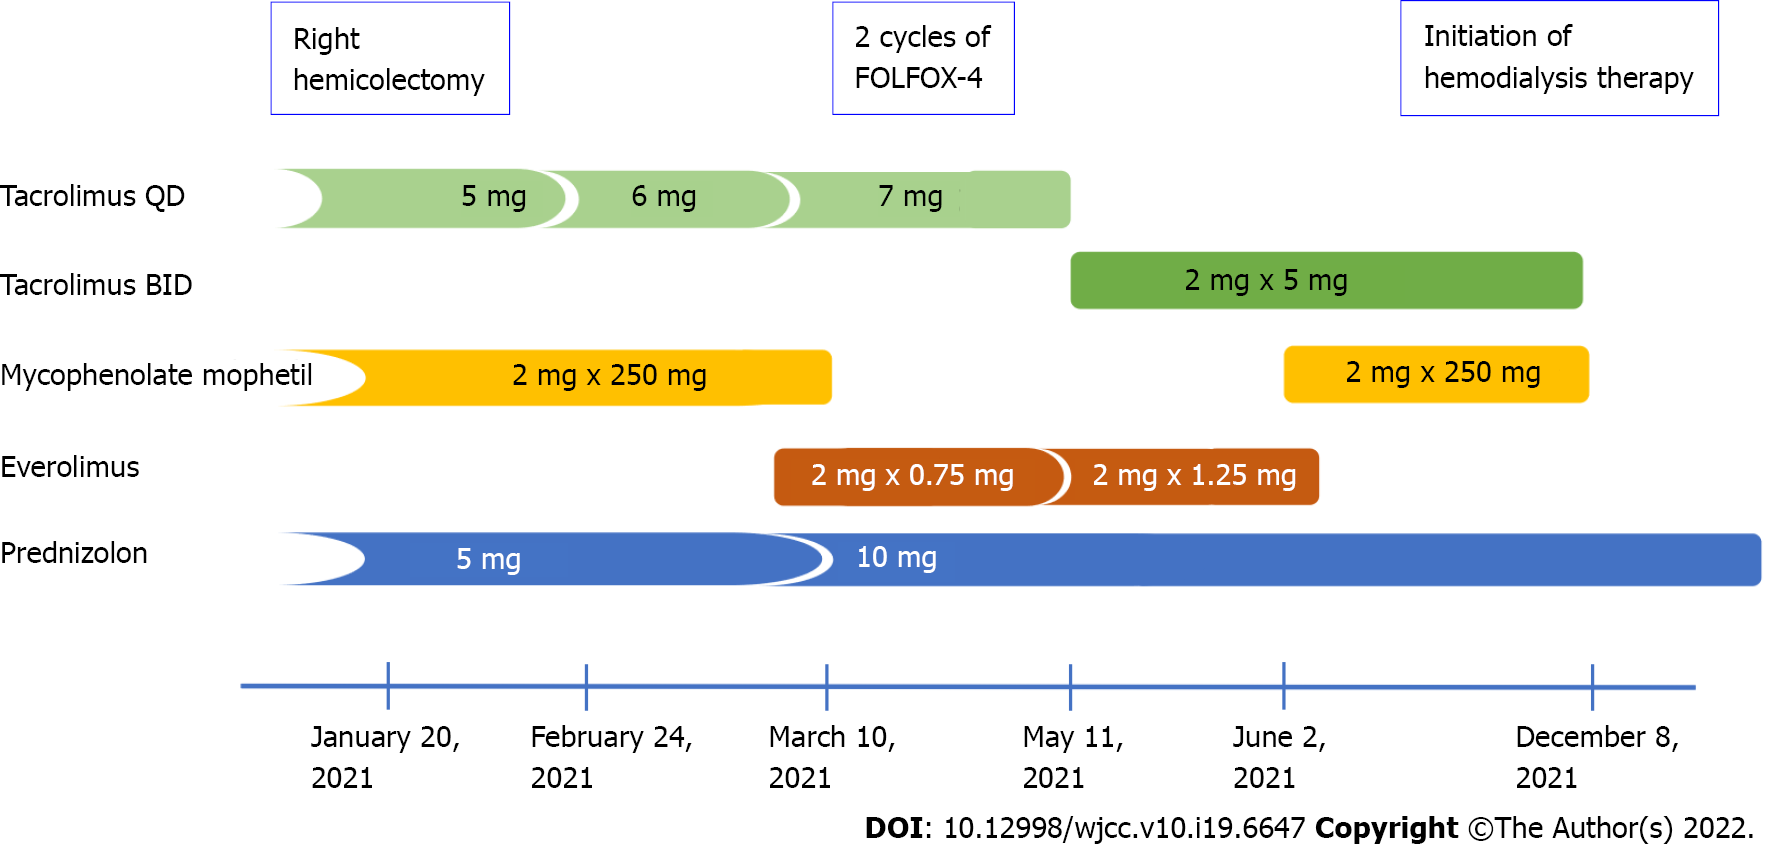 Right
hemicolectomy
2 cycles of
FOLFOX-4
Initiation of
hemodialysis therapy
Tacrolimus QD
5 mg
6 mg
7 mg
Tacrolimus BID
2 mg x 5 mg
Mycophenolate mophetil
2 mg x 250 mg
2 mg x 250 mg
Everolimus
2 mg x 0.75 mg
2 mg x 1.25 mg
Prednizolon
5 mg
10 mg
January 20,
2021
February 24,
2021
March 10,
2021
May 11,
2021
June 2,
2021
December 8,
2021
DOI: 10.12998/wjcc.v10.i19.6647 Copyright ©The Author(s) 2022.